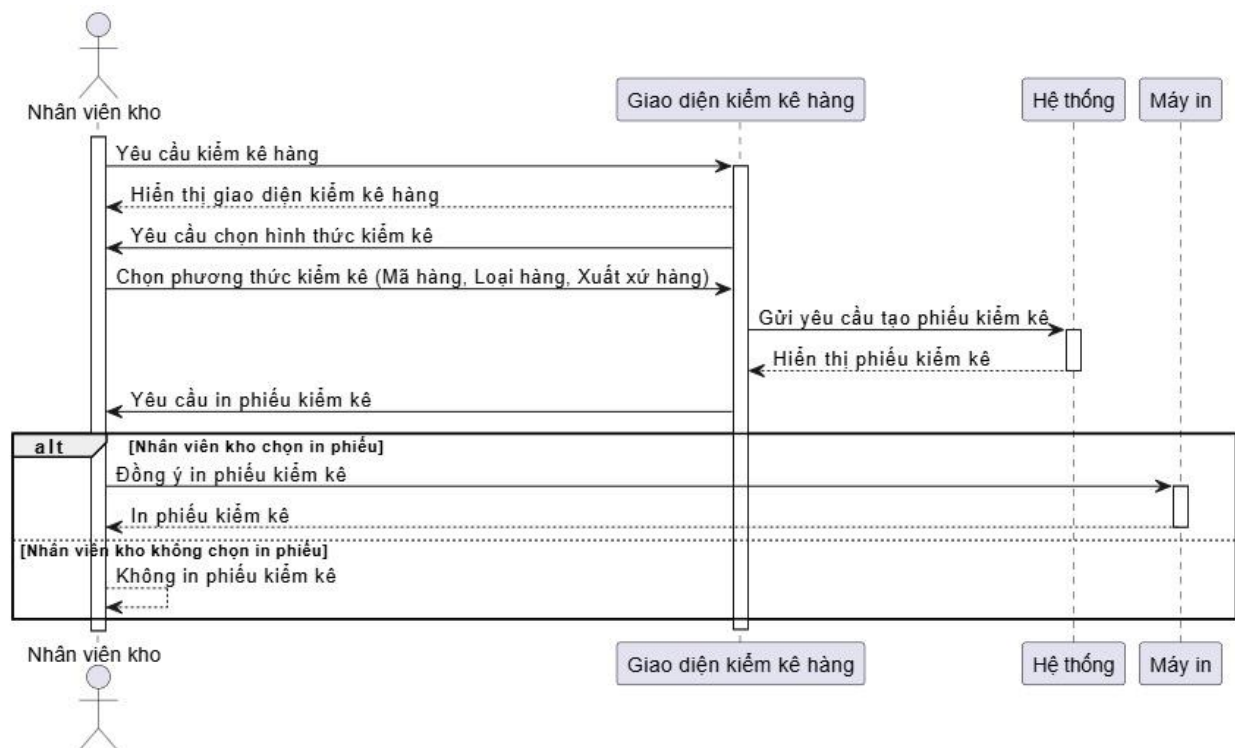 Nhân viên kho
Giao diện kiểm kê hàng
Hệ thống
Máy in
Yêu cầu kiểm kê hàng
Hiển thị giao diện kiểm kê hàng
Yêu cầu chọn hình thức kiểm kê
Chọn phương thức kiểm kê (Mã hàng, Loại hàng, Xuất xứ hàng)
Gửi yêu cầu tạo phiếu kiểm kê
Hiển thị phiếu kiểm kê
Yêu cầu in phiếu kiểm kê
alt
[Nhân viên kho chọn in phiếu]
Đồng ý in phiếu kiểm kê
In phiếu kiểm kê
[Nhân viên kho không chọn in phiếu]
Không in phiếu kiểm kê
Nhân viên kho
Giao diện kiểm kê hàng
Hệ thống
Máy in